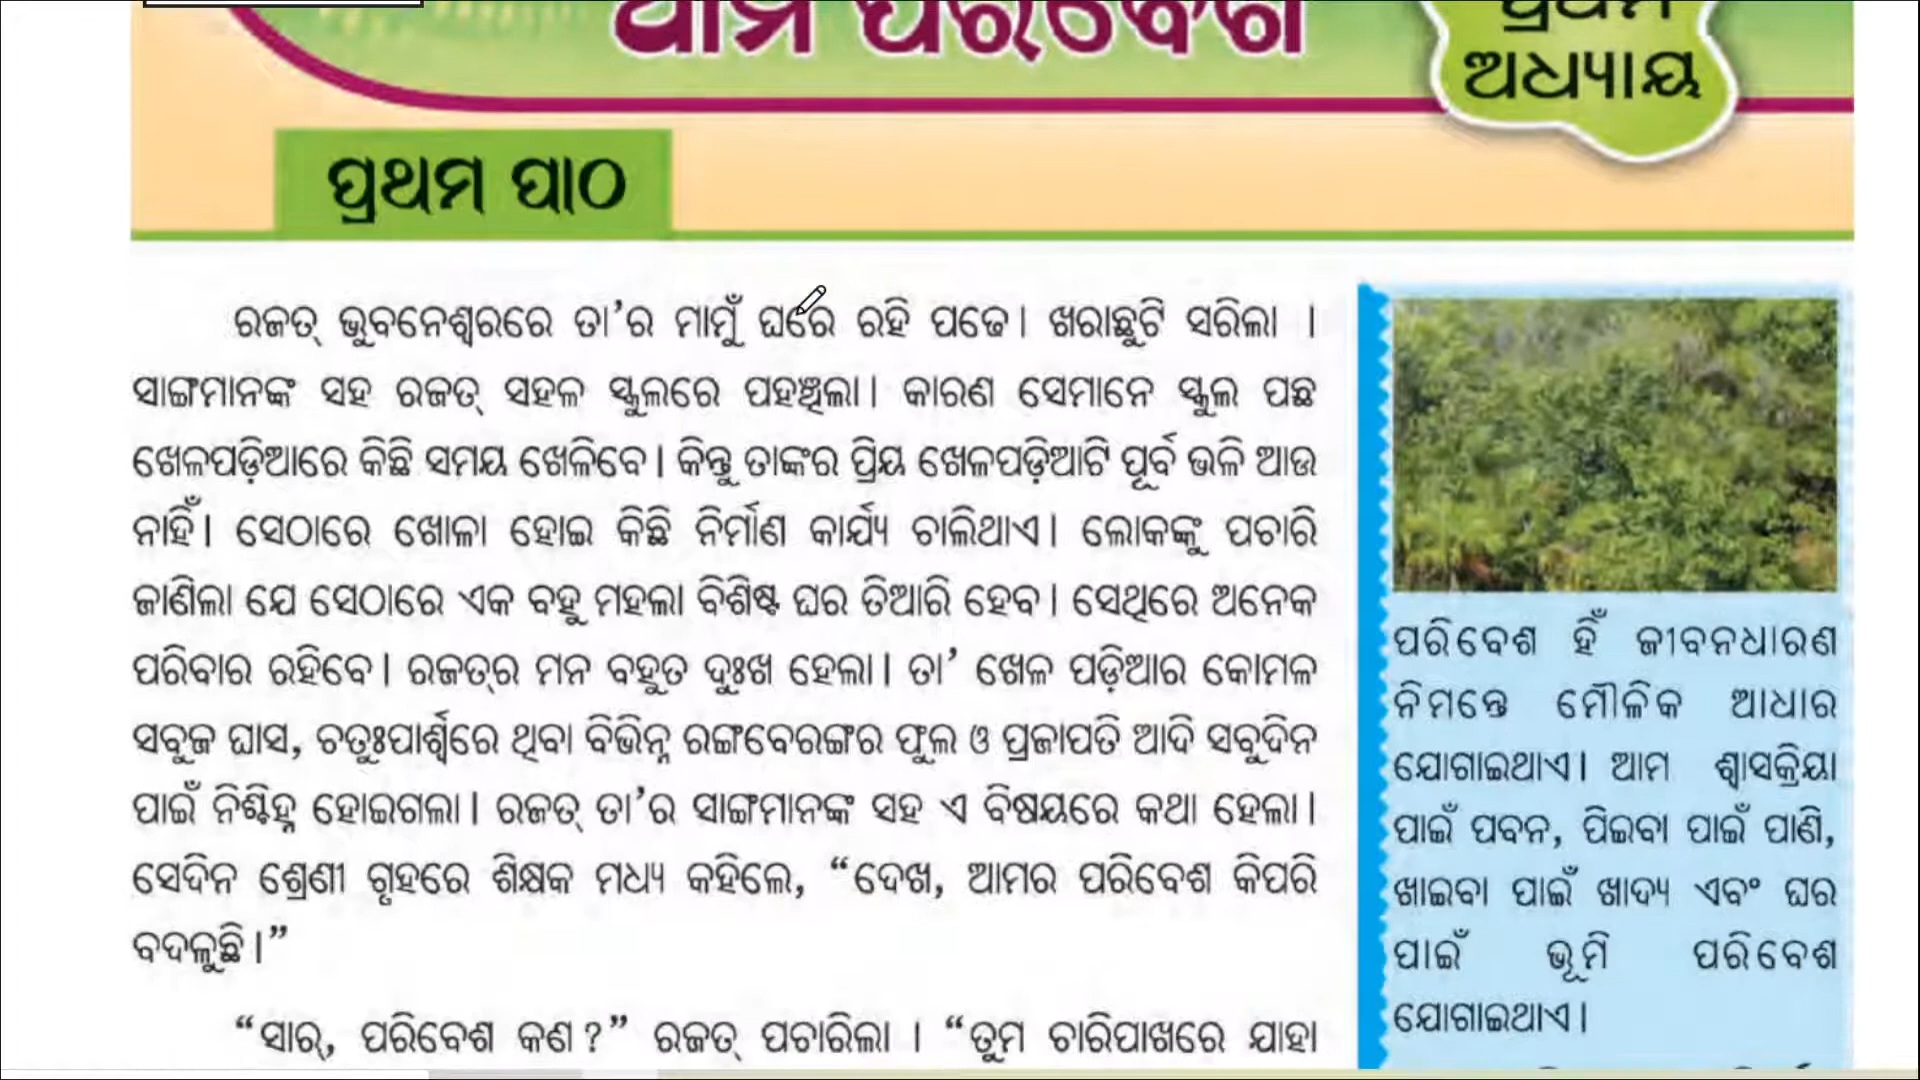 ଆମ ପରିବେଶ
ପ୍ରଥମ
ଅଧ୍ୟାୟ
ପ୍ରଥମ ପାଠ
ରଜତ୍ ଭୁବନେଶ୍ୱରରେ ତା’ର ମାମୁଁ ଘରେ ରହି ପଢେ। ଖରାଛୁଟି ସରିଲା ।
ସାଙ୍ଗମାନଙ୍କ ସହ ରଜତ୍ ସହଳ ସ୍କୁଲରେ ପହଞ୍ଚିଲା। କାରଣ ସେମାନେ ସ୍କୁଲ ପଛ
ଖେଳପଡ଼ିଆରେ କିଛି ସମୟ ଖେଳିବେ। କିନ୍ତୁ ତାଙ୍କର ପ୍ରିୟ ଖେଳପଡ଼ିଆଟି ପୂର୍ବ ଭଳି ଆଉ
ନାହିଁ। ସେଠାରେ ଖୋଳା ହୋଇ କିଛି ନିର୍ମାଣ କାର୍ଯ୍ୟ ଚାଲିଥାଏ। ଲୋକଙ୍କୁ ପଚାରି
ଜାଣିଲା ଯେ ସେଠାରେ ଏକ ବହୁ ମହଲା ବିଶିଷ୍ଟ ଘର ତିଆରି ହେବ। ସେଥିରେ ଅନେକ
ପରିବାର ରହିବେ। ରଜତ୍‌ର ମନ ବହୁତ ଦୁଃଖ ହେଲା। ତା’ ଖେଳ ପଡ଼ିଆର କୋମଳ
ସବୁଜ ଘାସ, ଚତୁଃପାର୍ଶ୍ୱରେ ଥିବା ବିଭିନ୍ନ ରଙ୍ଗବେରଙ୍ଗର ଫୁଲ ଓ ପ୍ରଜାପତି ଆଦି ସବୁଦିନ
ପାଇଁ ନିଶ୍ଚିହ୍ନ ହୋଇଗଲା। ରଜତ୍ ତା’ର ସାଙ୍ଗମାନଙ୍କ ସହ ଏ ବିଷୟରେ କଥା ହେଲା।
ସେଦିନ ଶ୍ରେଣୀ ଗୃହରେ ଶିକ୍ଷକ ମଧ୍ୟ କହିଲେ, “ଦେଖ, ଆମର ପରିବେଶ କିପରି
ବଦଳୁଛି।”
“ସାର୍, ପରିବେଶ କଣ?” ରଜତ୍ ପଚାରିଲା । “ତୁମ ଚାରିପାଖରେ ଯାହା
ପରିବେଶ ହିଁ ଜୀବନଧାରଣ
ନିମନ୍ତେ ମୌଳିକ ଆଧାର
ଯୋଗାଇଥାଏ। ଆମ ଶ୍ୱାସକ୍ରିୟା
ପାଇଁ ପବନ, ପିଇବା ପାଇଁ ପାଣି,
ଖାଇବା ପାଇଁ ଖାଦ୍ୟ ଏବଂ ଘର
ପାଇଁ ଭୂମି ପରିବେଶ
ଯୋଗାଇଥାଏ।